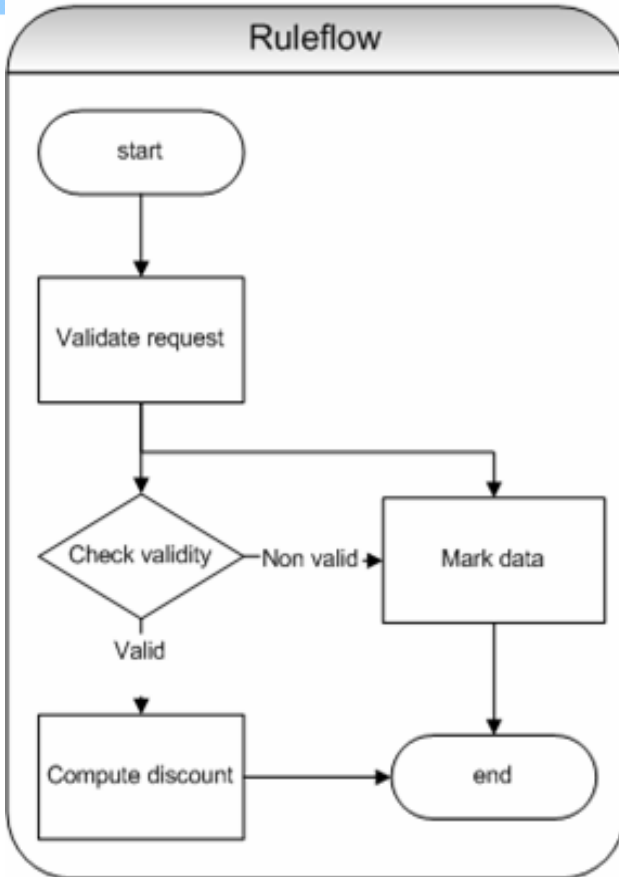 Ruleflow
start
Validate request
Check validity
Non valid
Mark data
Valid
Compute discount
end